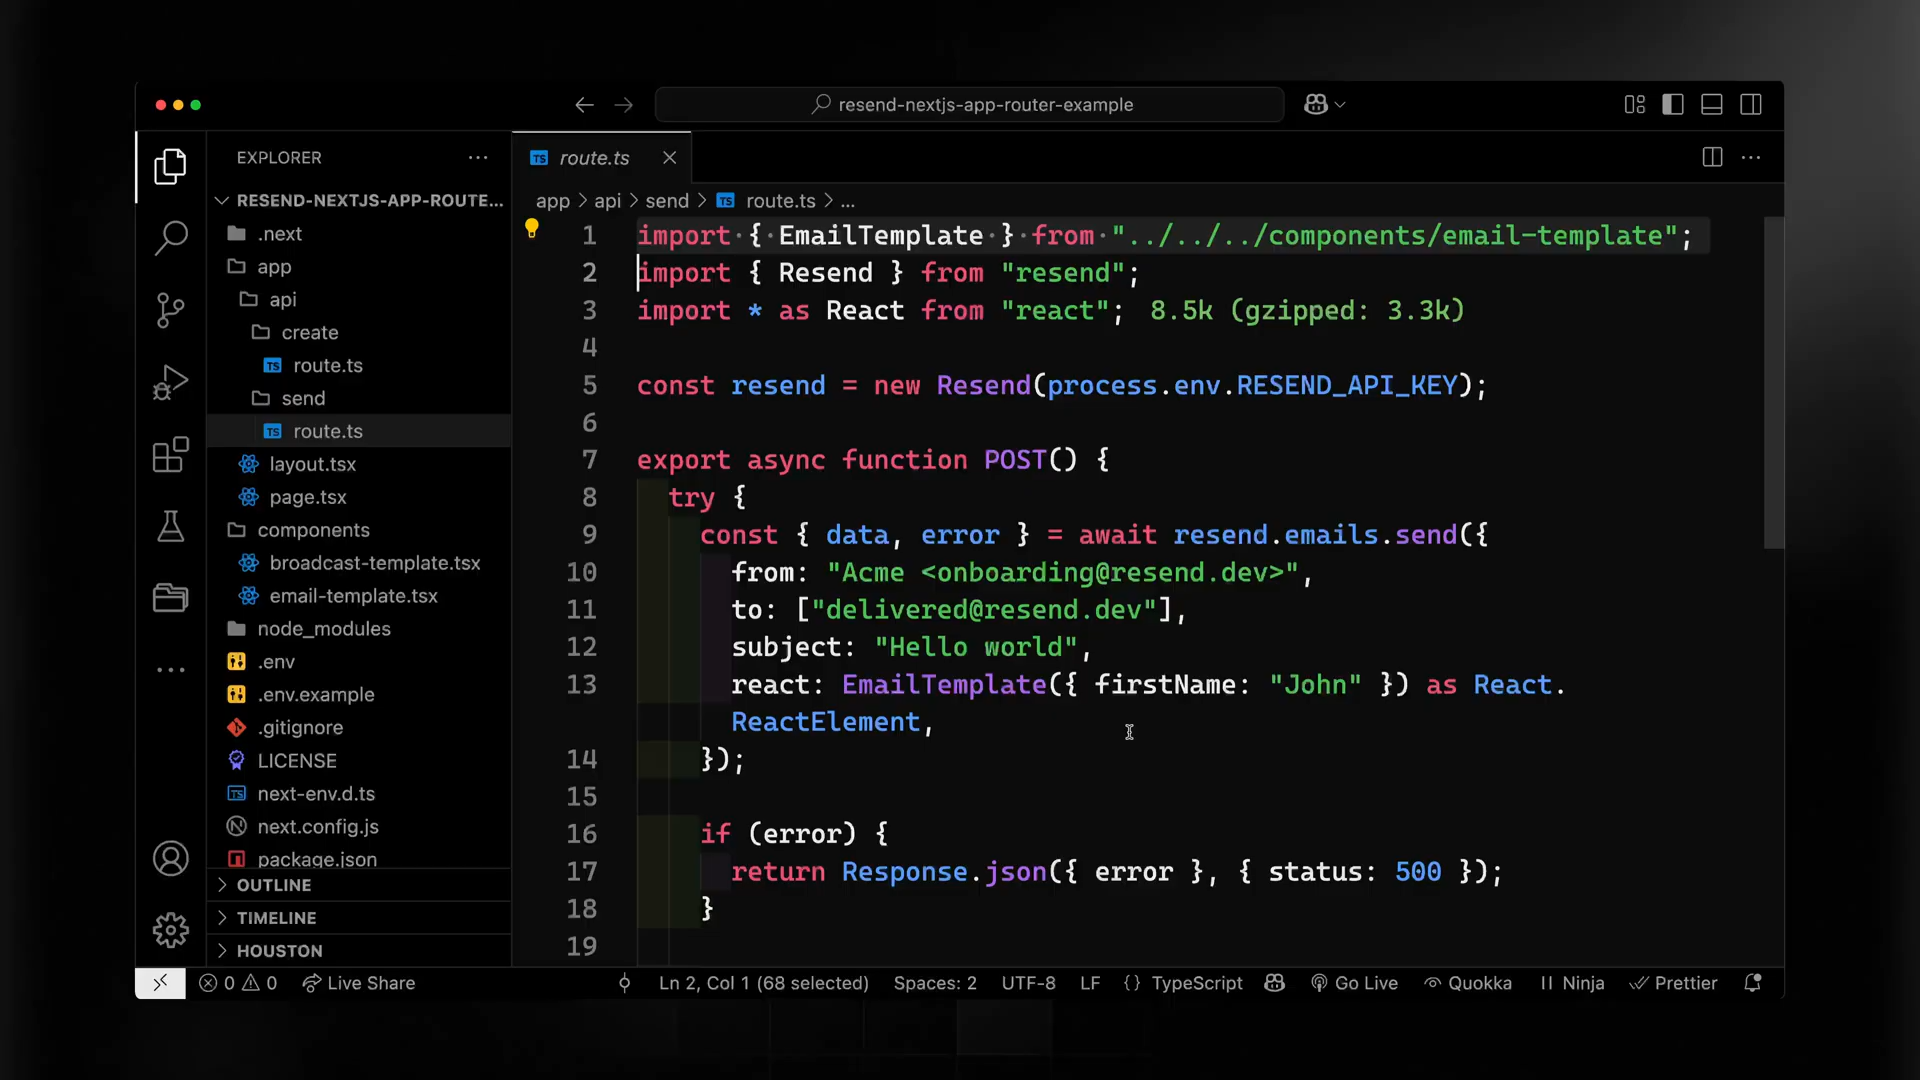 resend-nextjs-app-router-example
EXPLORER
RESEND-NEXTJS-APP-ROUTE...
.next
app
api
create
TS route.ts
send
TS route.ts
layout.tsx
page.tsx
components
broadcast-template.tsx
email-template.tsx
node_modules
.env
.env.example
.gitignore
LICENSE
TS next-env.d.ts
next.config.js
package.json
OUTLINE
TIMELINE
HOUSTON
TS route.ts
app > api > send > TS route.ts > ...
1 import { EmailTemplate } from "../../../components/email-template";
2 import { Resend } from "resend";
3 import * as React from "react"; 8.5k (gzipped: 3.3k)
4
5 const resend = new Resend(process.env.RESEND_API_KEY);
6
7 export async function POST() {
8 try {
9 const { data, error } = await resend.emails.send({
10 from: "Acme <onboarding@resend.dev>",
11 to: ["delivered@resend.dev"],
12 subject: "Hello world",
13 react: EmailTemplate({ firstName: "John" }) as React.
ReactElement,
14 });
15
16 if (error) {
17 return Response.json({ error }, { status: 500 });
18 }
19
0 0 Live Share Ln 2, Col 1 (68 selected) Spaces: 2 UTF-8 LF {} TypeScript Go Live Quokka Ninja Prettier